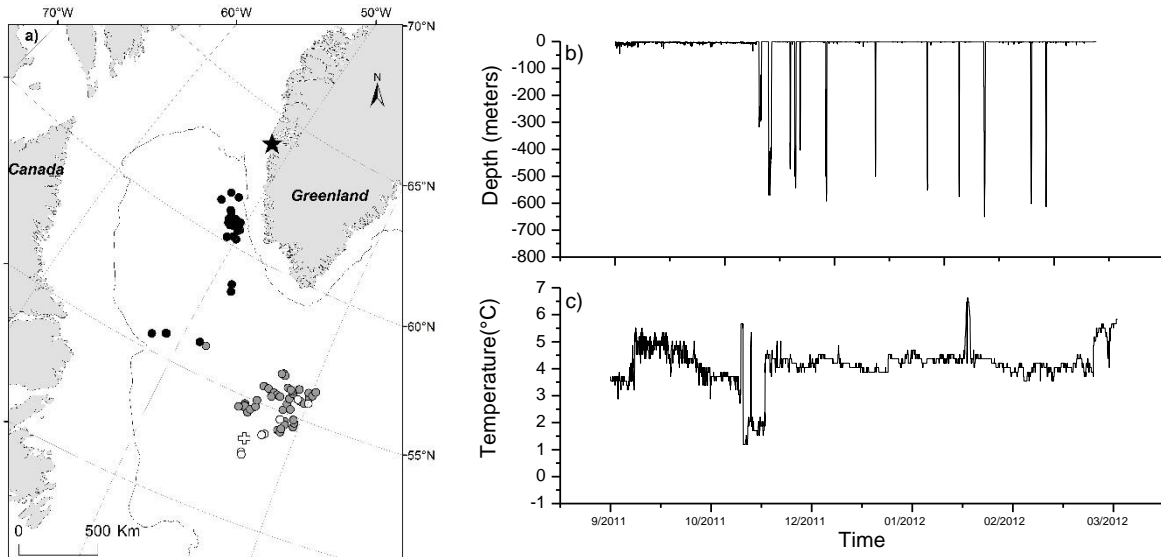 70°W 60°W 50°W
a)
70°N
N
Canada
Greenland
65°N
60°N
55°N
0 500 Km
b)
Depth (meters)
0
-100
-200
-300
-400
-500
-600
-700
-800
c)
Temperature(°C)
7
6
5
4
3
2
1
0
-1
9/2011 10/2011 12/2011 01/2012 02/2012 03/2012
Time